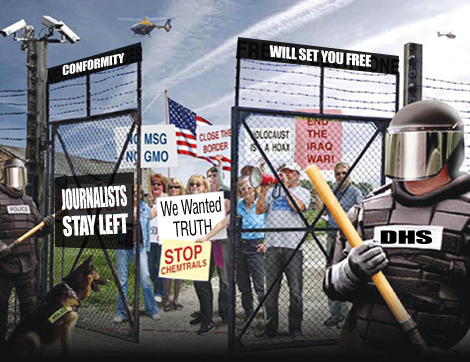 CONFORMITY
WILL SET YOU FREE
NO MSG
NO GMO
CLOSE THE
BORDER
HOLOCAUST
IS A HOAX
END
THE
IRAQ
WAR!
JOURNALISTS
STAY LEFT
We Wanted
TRUTH
STOP
CHEMTRAILS
POLICE
DHS